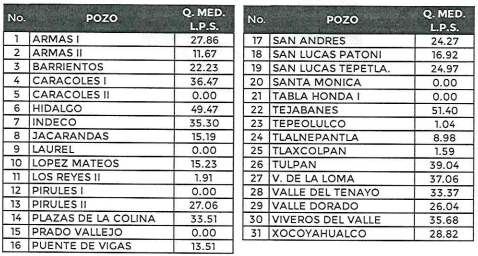 No. POZO Q. MED. L.P.S.
1 ARMAS I 27.86
2 ARMAS II 11.67
3 BARRIENTOS 22.23
4 CARACOLES I 36.47
5 CARACOLES II 0.00
6 HIDALGO 49.47
7 INDECO 35.30
8 JACARANDAS 15.19
9 LAUREL 0.00
10 LOPEZ MATEOS 15.23
11 LOS REYES II 1.91
12 PIRULES I 0.00
13 PIRULES II 27.06
14 PLAZAS DE LA COLINA 33.51
15 PRADO VALLEJO 0.00
16 PUENTE DE VIGAS 13.51
No. POZO Q. MED. L.P.S.
17 SAN ANDRES 24.27
18 SAN LUCAS PATONI 16.92
19 SAN LUCAS TEPETLA. 24.97
20 SANTA MONICA 0.00
21 TABLA HONDA I 0.00
22 TEJABANES 51.40
23 TEPEOLULCO 1.04
24 TLALNEPANTLA 8.98
25 TLAXCOLPAN 1.59
26 TULPAN 39.04
27 V. DE LA LOMA 37.06
28 VALLE DEL TENAYO 33.37
29 VALLE DORADO 26.04
30 VIVEROS DEL VALLE 35.68
31 XOCOYAHUALCO 28.82